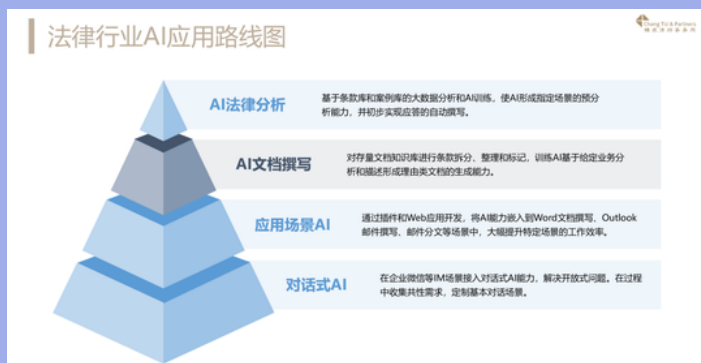 法律行业AI应用路线图
Chang Tsi & Partners
AI法律分析
基于条款库和案例库的大数据分析和AI训练，使AI形成指定场景的预分
析能力，并初步实现应答的自动撰写。
AI文档撰写
对存量文档知识库进行条款拆分、整理和标记，训练AI基于给定业务分
析和描述形成理由类文档的生成能力。
应用场景AI
通过插件和Web应用开发，将AI能力嵌入到Word文档撰写、Outlook
邮件撰写、邮件分文等场景中，大幅提升特定场景的工作效率。
对话式AI
在企业微信等IM场景接入对话式AI能力，解决开放式问题。在过程
中收集共性需求，定制基本对话场景。